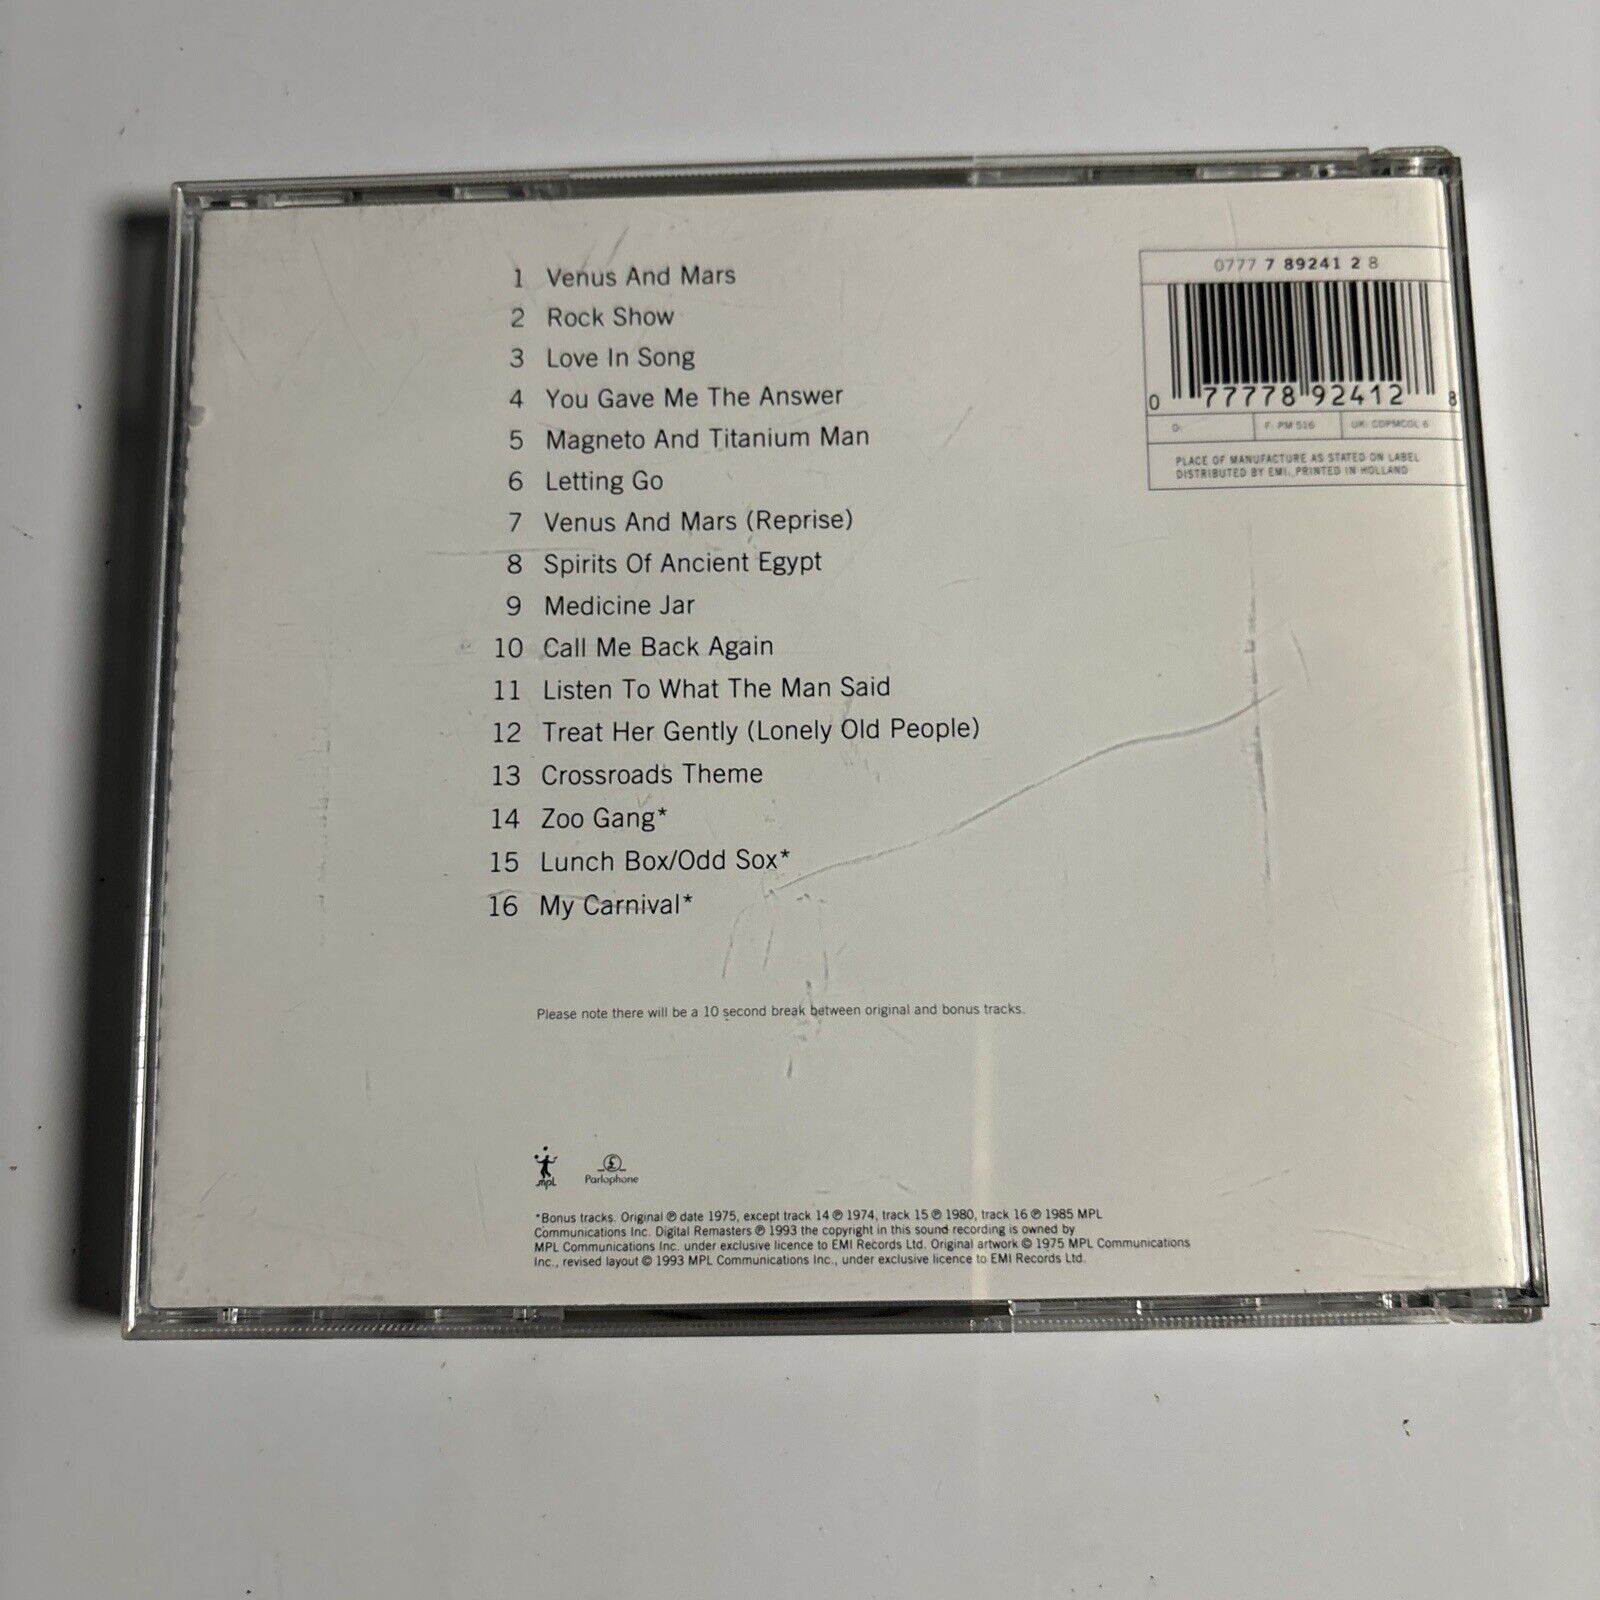 1 Venus And Mars
2 Rock Show
3 Love In Song
4 You Gave Me The Answer
5 Magneto And Titanium Man
6 Letting Go
7 Venus And Mars (Reprise)
8 Spirits Of Ancient Egypt
9 Medicine Jar
10 Call Me Back Again
11 Listen To What The Man Said
12 Treat Her Gently (Lonely Old People)
13 Crossroads Theme
14 Zoo Gang*
15 Lunch Box/Odd Sox*
16 My Carnival*
Please note there will be a 10 second break between original and bonus tracks.
0777 7 89241 2 8
0 77778 92412 8
D: F: PM 516 UK: CDPMCOL 6
PLACE OF MANUFACTURE AS STATED ON LABEL
DISTRIBUTED BY EMI., PRINTED IN HOLLAND
mpL Parlophone
*Bonus tracks. Original ℗ date 1975, except track 14 ℗ 1974, track 15 ℗ 1980, track 16 ℗ 1985 MPL
Communications Inc. Digital Remasters ℗ 1993 the copyright in this sound recording is owned by
MPL Communications Inc. under exclusive licence to EMI Records Ltd. Original artwork © 1975 MPL Communications
Inc., revised layout © 1993 MPL Communications Inc., under exclusive licence to EMI Records Ltd.